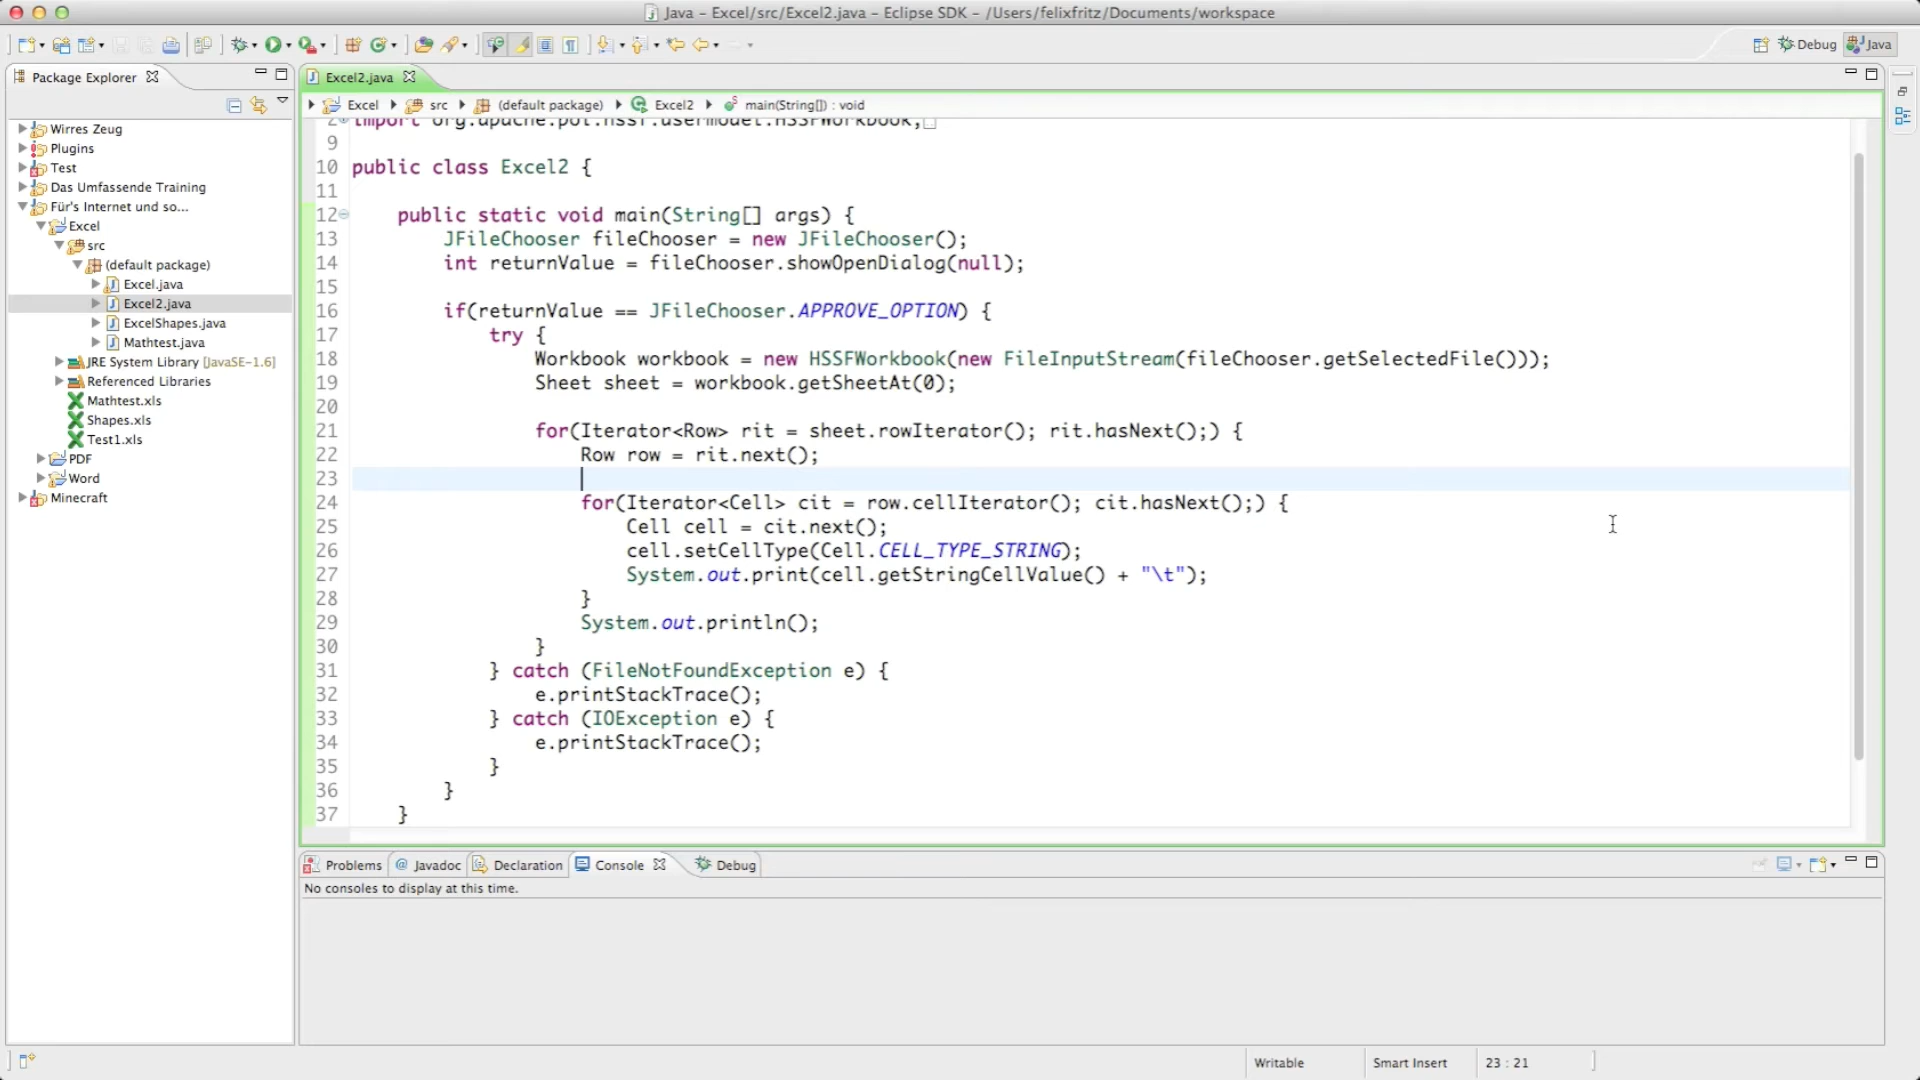 Java - Excel/src/Excel2.java - Eclipse SDK - /Users/felixfritz/Documents/workspace
Debug
Java
Package Explorer
Wirres Zeug
Plugins
Test
Das Umfassende Training
Für's Internet und so...
Excel
src
(default package)
Excel.java
Excel2.java
ExcelShapes.java
Mathtest.java
JRE System Library [JavaSE-1.6]
Referenced Libraries
Mathtest.xls
Shapes.xls
Test1.xls
PDF
Word
Minecraft
Excel2.java
Excel src (default package) Excel2 main(String[]) : void
2 import org.apache.poi.hssf.usermodel.HSSFWorkbook;
9
10 public class Excel2 {
11
12 public static void main(String[] args) {
13 JFileChooser fileChooser = new JFileChooser();
14 int returnValue = fileChooser.showOpenDialog(null);
15
16 if(returnValue == JFileChooser.APPROVE_OPTION) {
17 try {
18 Workbook workbook = new HSSFWorkbook(new FileInputStream(fileChooser.getSelectedFile()));
19 Sheet sheet = workbook.getSheetAt(0);
20
21 for(Iterator<Row> rit = sheet.rowIterator(); rit.hasNext();) {
22 Row row = rit.next();
23
24 for(Iterator<Cell> cit = row.cellIterator(); cit.hasNext();) {
25 Cell cell = cit.next();
26 cell.setCellType(Cell.CELL_TYPE_STRING);
27 System.out.print(cell.getStringCellValue() + "\t");
28 }
29 System.out.println();
30 }
31 } catch (FileNotFoundException e) {
32 e.printStackTrace();
33 } catch (IOException e) {
34 e.printStackTrace();
35 }
36 }
37 }
Problems @ Javadoc Declaration Console Debug
No consoles to display at this time.
Writable Smart Insert 23 : 21